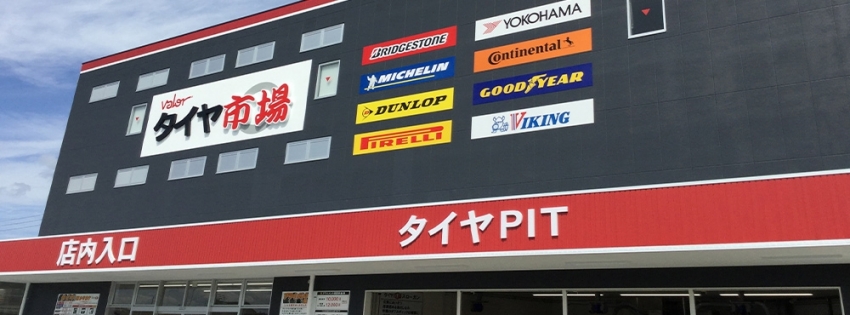 Valor
タイヤ市場
BRIDGESTONE
MICHELIN
DUNLOP
PIRELLI
YOKOHAMA
Continental
GOODYEAR
VIKING
店内入口
タイヤPIT